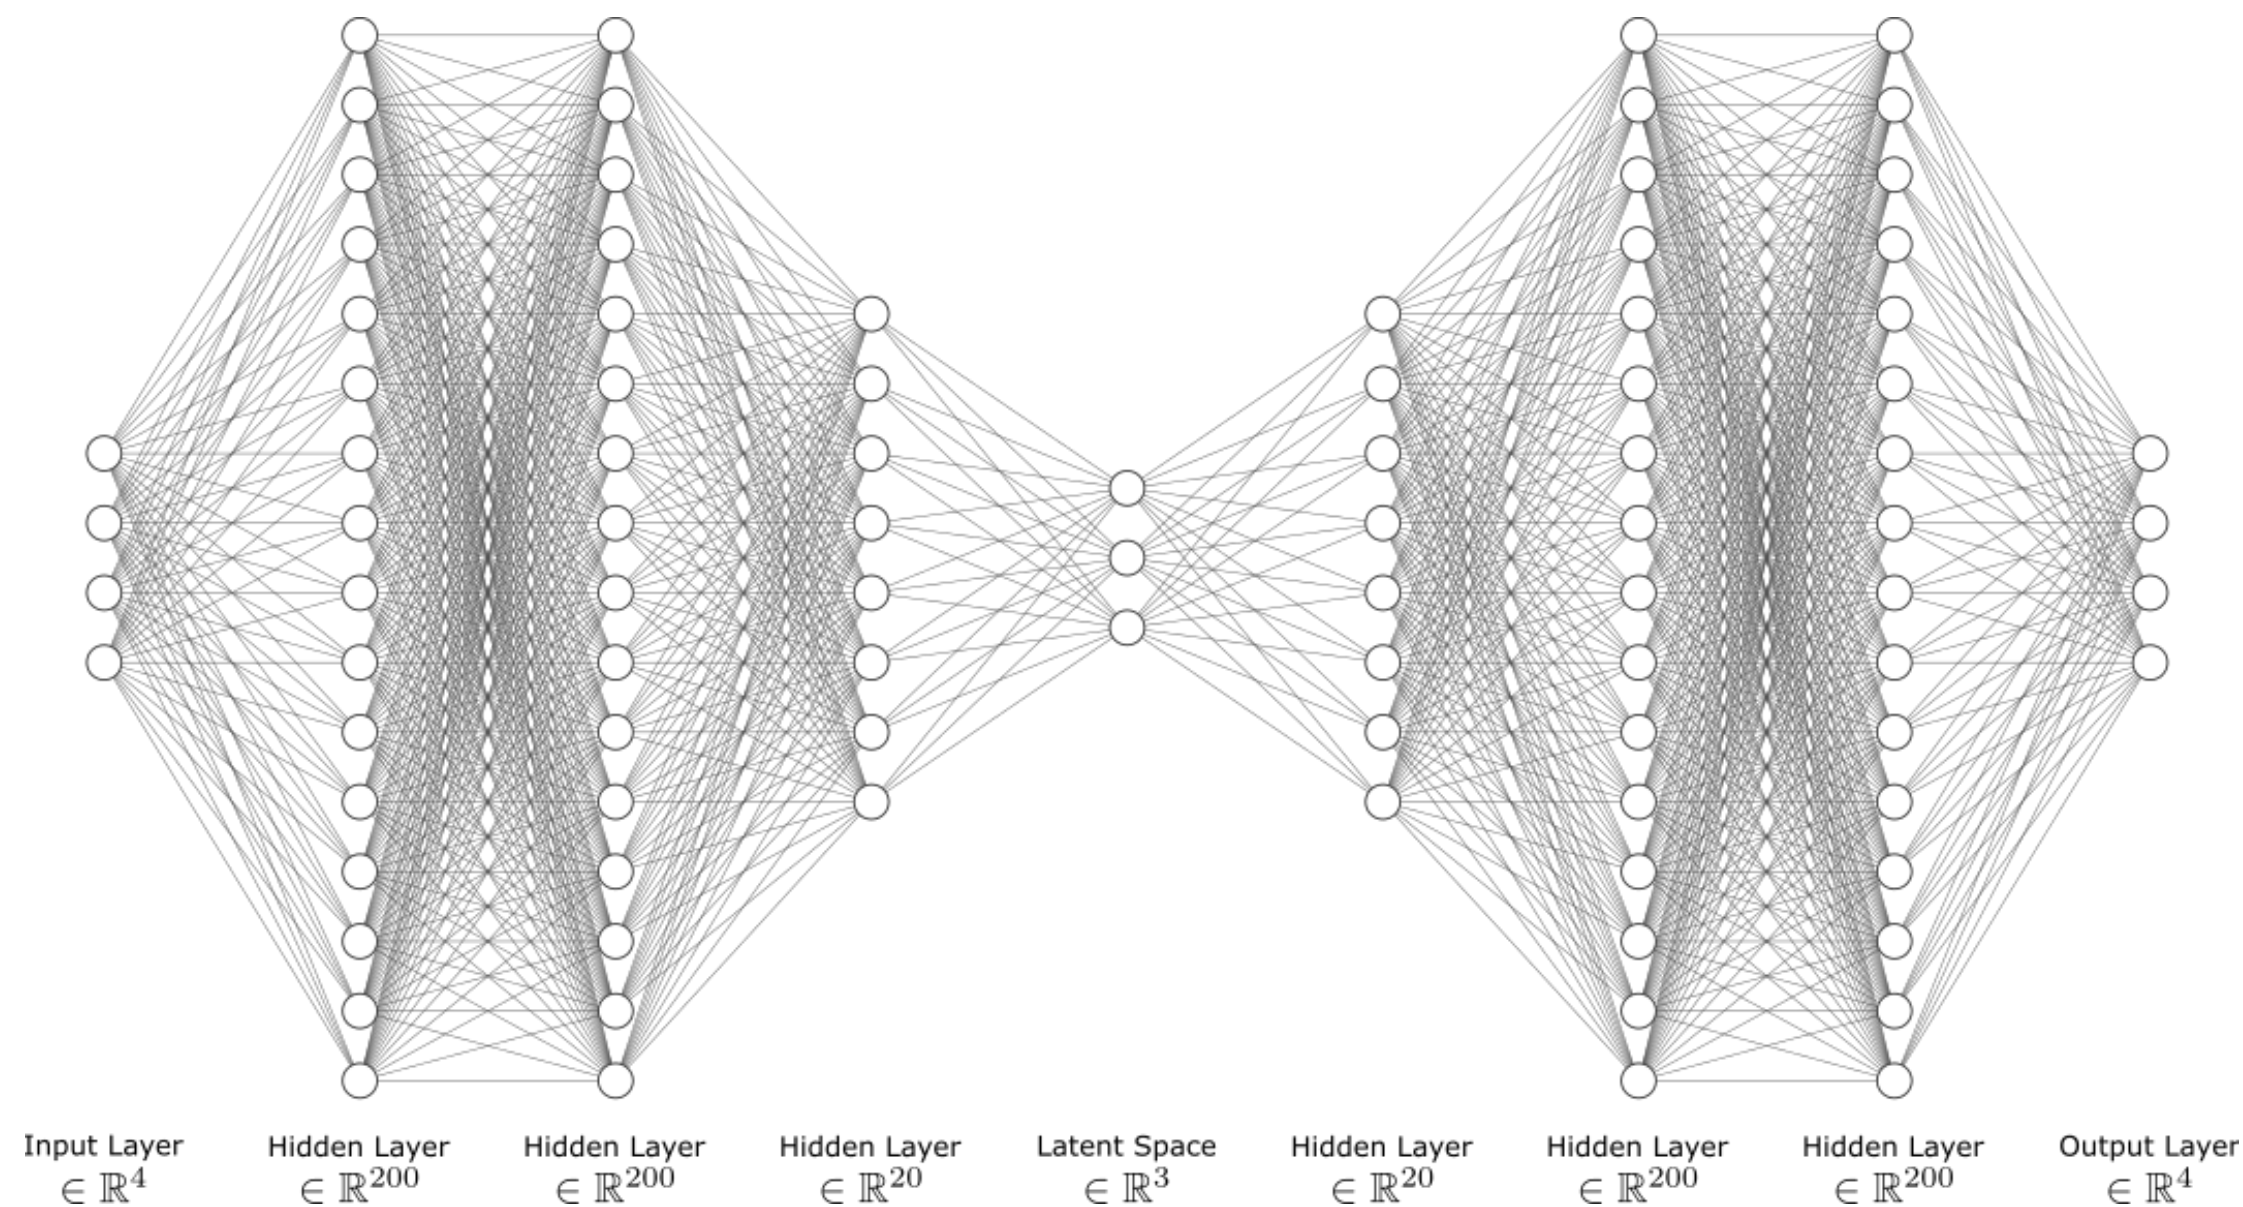 Input Layer
∈ ℝ⁴
Hidden Layer
∈ ℝ²⁰⁰
Hidden Layer
∈ ℝ²⁰⁰
Hidden Layer
∈ ℝ²⁰
Latent Space
∈ ℝ³
Hidden Layer
∈ ℝ²⁰
Hidden Layer
∈ ℝ²⁰⁰
Hidden Layer
∈ ℝ²⁰⁰
Output Layer
∈ ℝ⁴